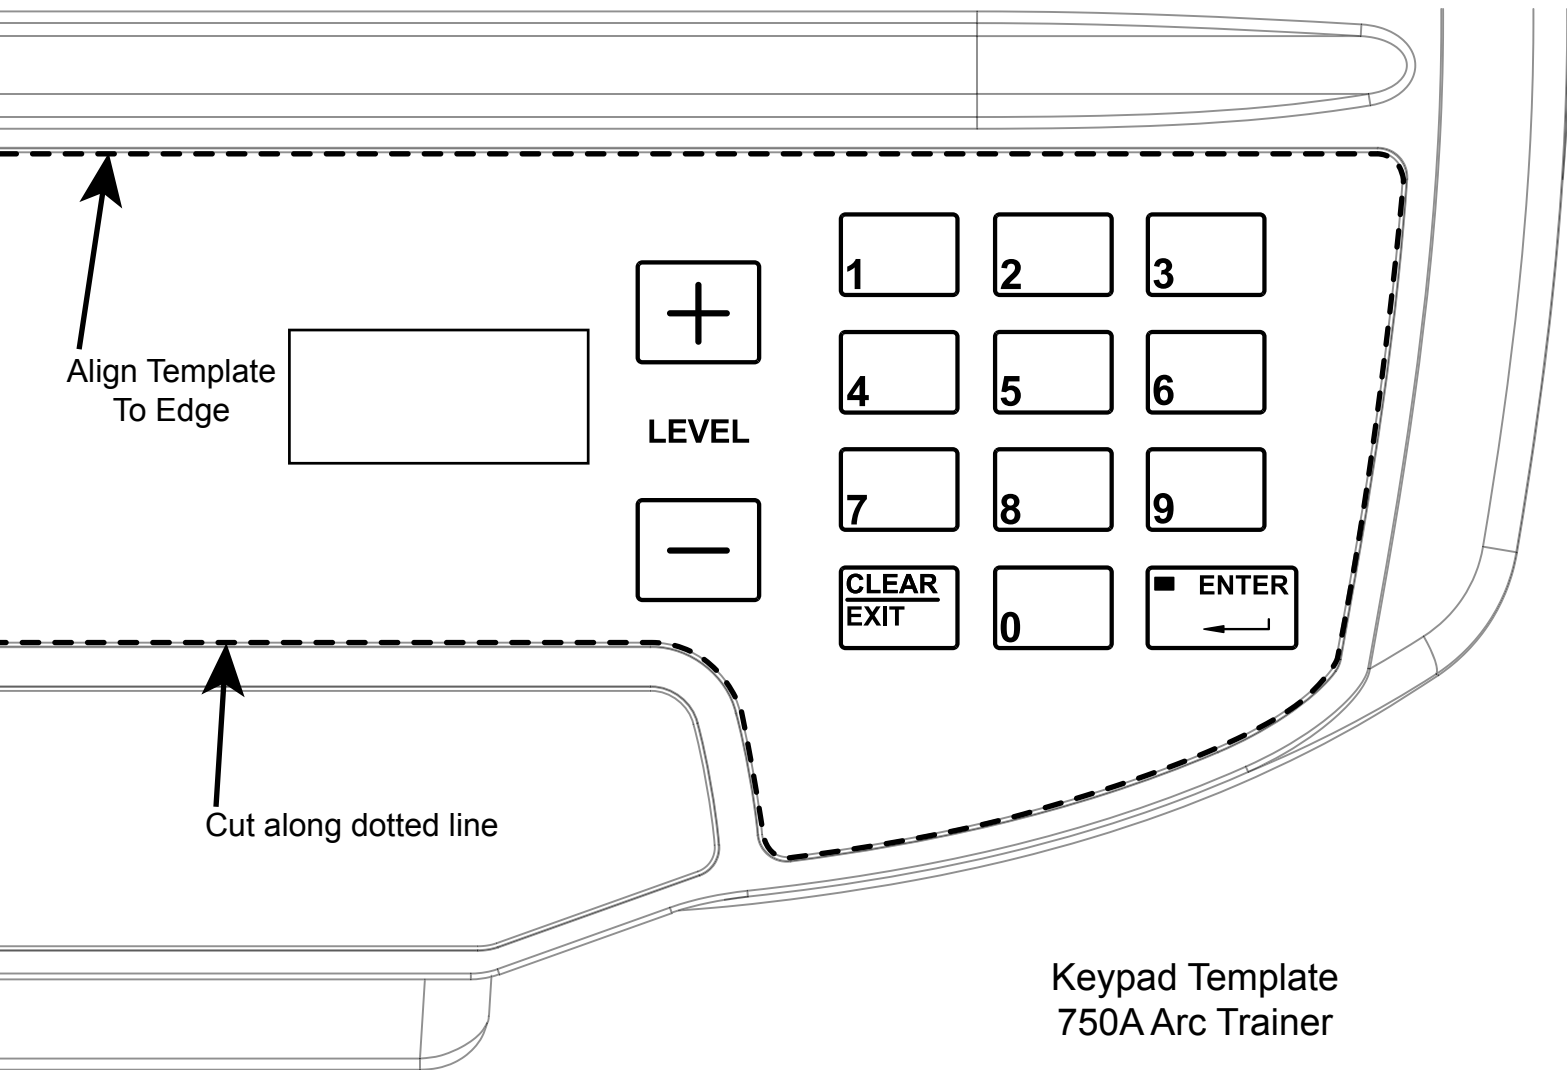 1
2
3
Align Template
To Edge
+
4
5
6
LEVEL
7
8
9
—
CLEAR
EXIT
0
ENTER
Cut along dotted line
Keypad Template
750A Arc Trainer